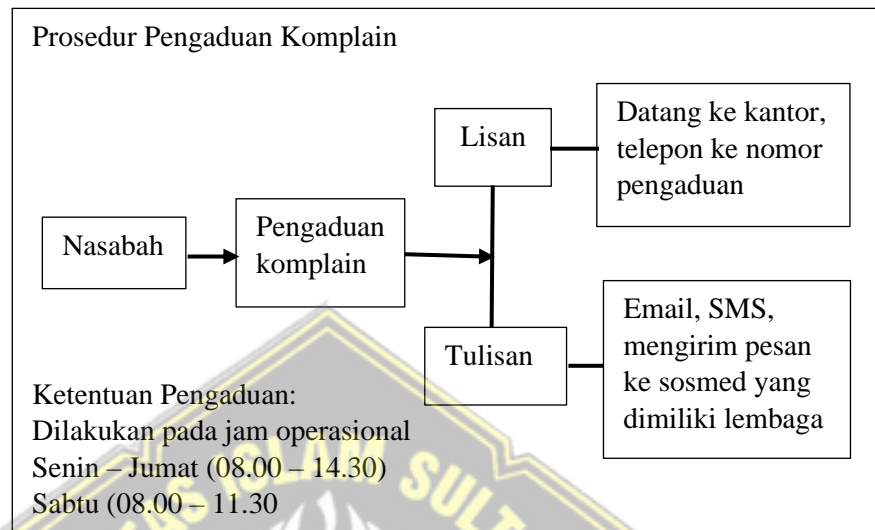 Prosedur Pengaduan Komplain
Lisan
Datang ke kantor,
telepon ke nomor
pengaduan
Nasabah
Pengaduan
komplain
Tulisan
Email, SMS,
mengirim pesan
ke sosmed yang
dimiliki lembaga
Ketentuan Pengaduan:
Dilakukan pada jam operasional
Senin – Jumat (08.00 – 14.30)
Sabtu (08.00 – 11.30
ISLAM SUL